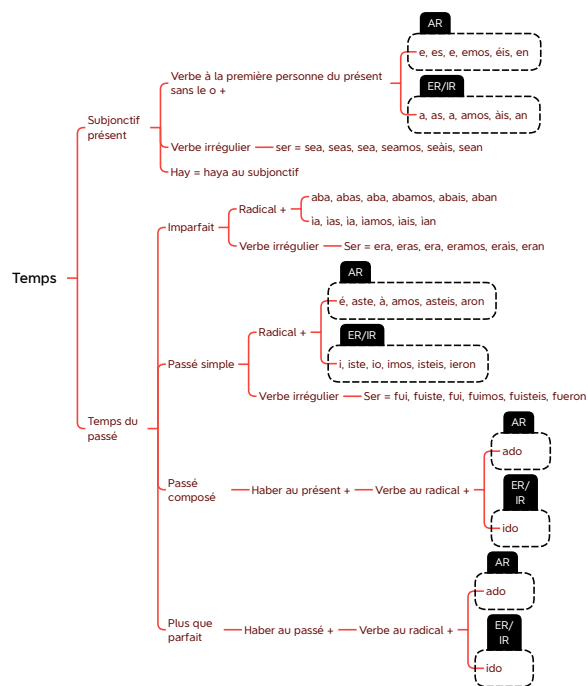 Temps
Subjonctif
présent
Verbe à la première personne du présent
sans le o +
AR
e, es, e, emos, éis, en
ER/IR
a, as, a, amos, àis, an
Verbe irrégulier
ser = sea, seas, sea, seamos, seàis, sean
Hay = haya au subjonctif
Temps du
passé
Imparfait
Radical +
aba, abas, aba, abamos, abais, aban
ìa, ìas, ìa, ìamos, ìais, ìan
Verbe irrégulier
Ser = era, eras, era, eramos, erais, eran
Passé simple
Radical +
AR
é, aste, à, amos, asteis, aron
ER/IR
i, iste, io, imos, isteis, ieron
Verbe irrégulier
Ser = fui, fuiste, fui, fuimos, fuisteis, fueron
Passé
composé
Haber au présent +
Verbe au radical +
AR
ado
ER/
IR
ido
Plus que
parfait
Haber au passé +
Verbe au radical +
AR
ado
ER/
IR
ido